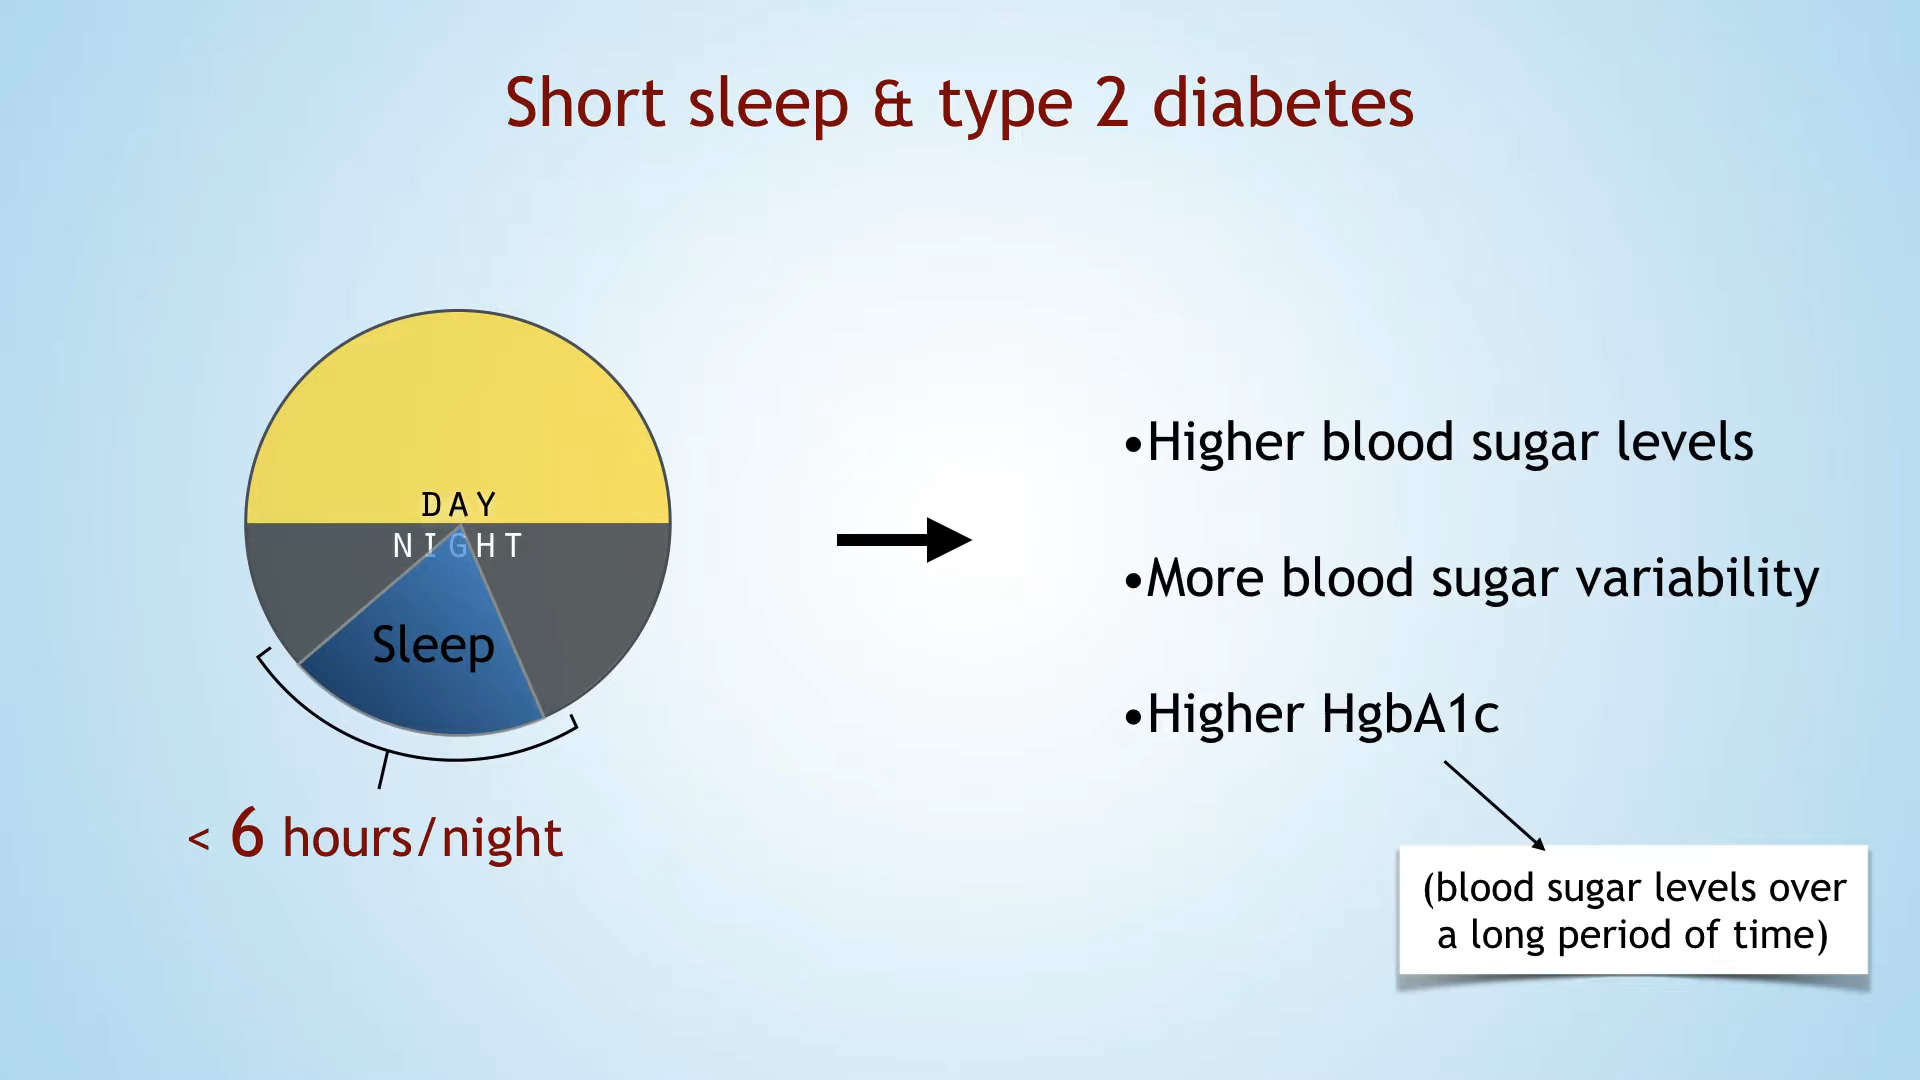 Short sleep & type 2 diabetes
DAY
NIGHT
Sleep
< 6 hours/night
•Higher blood sugar levels
•More blood sugar variability
•Higher HgbA1c
(blood sugar levels over
a long period of time)